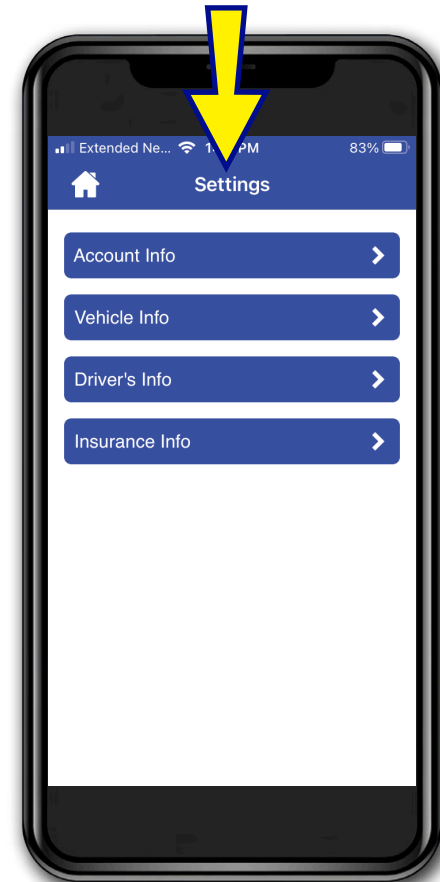 Extended Ne... PM 83%
Settings
Account Info
Vehicle Info
Driver's Info
Insurance Info